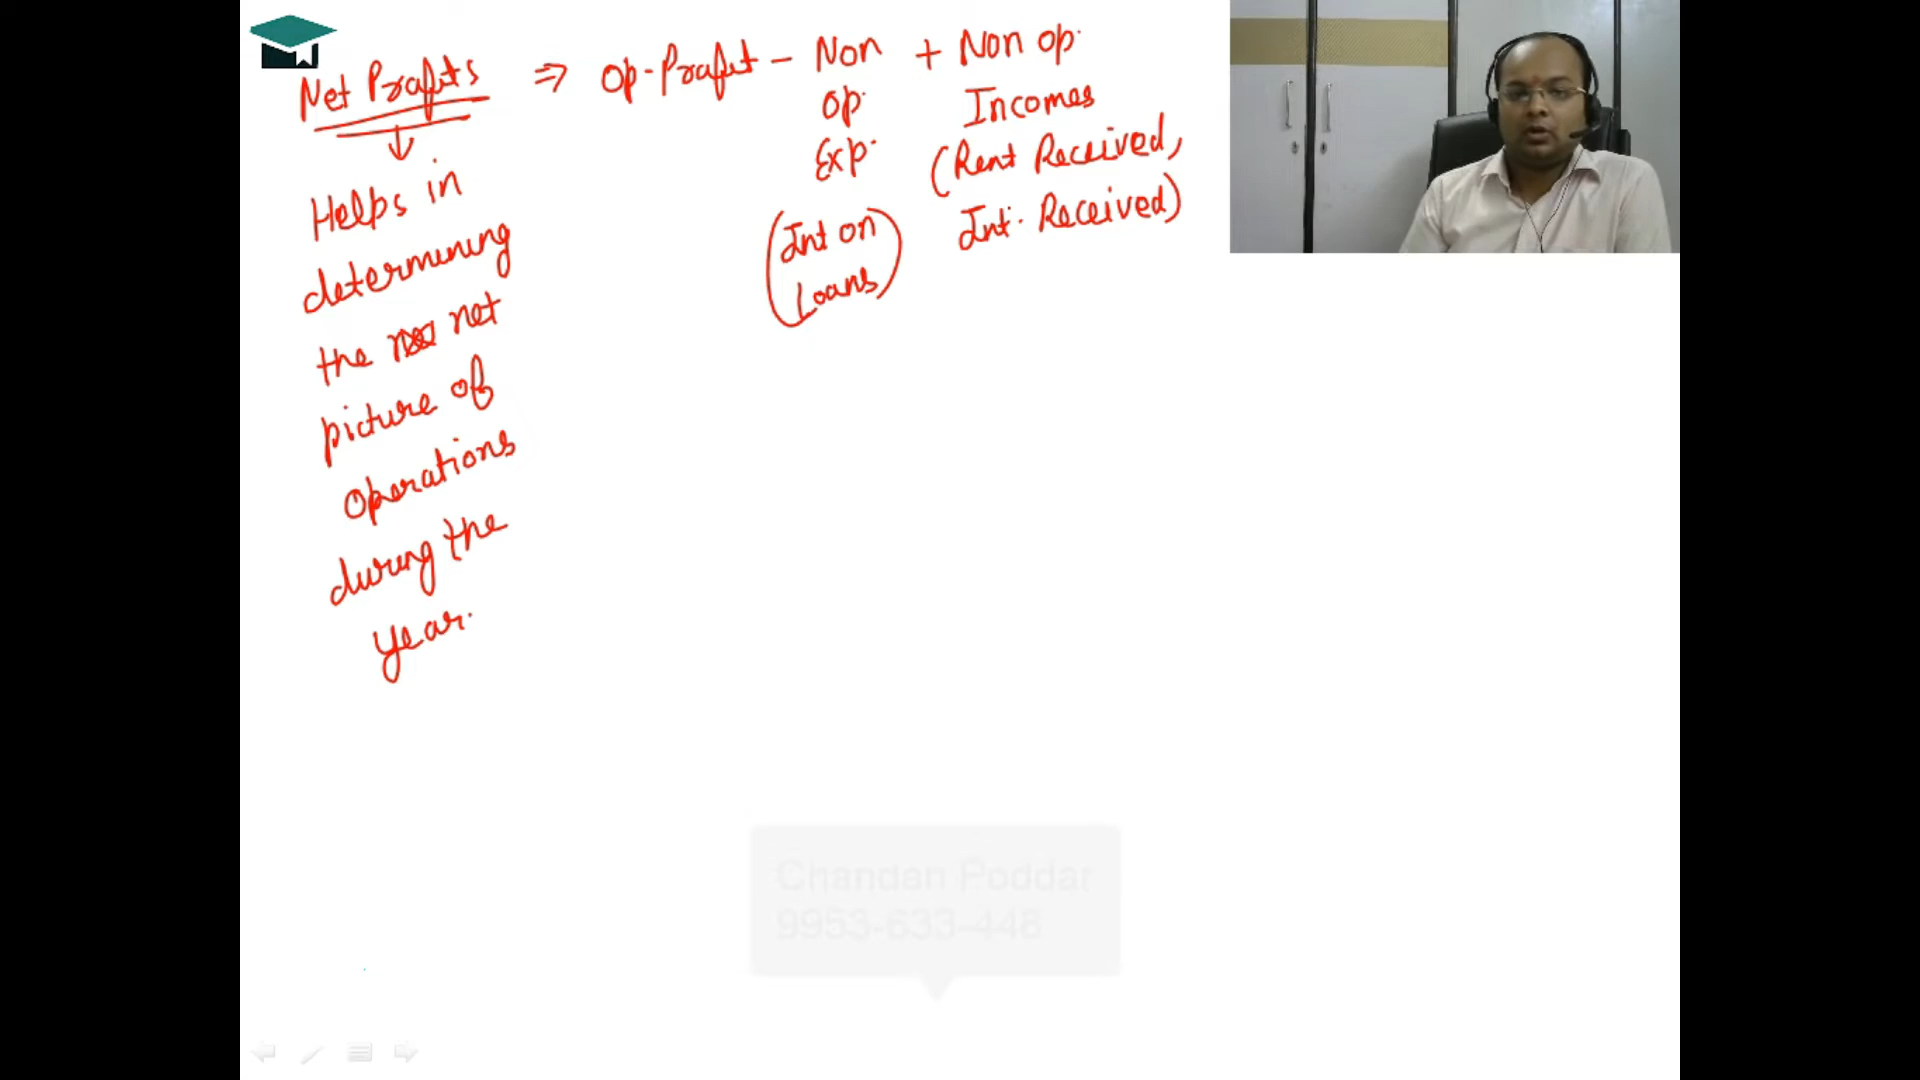 Net Profits ⇒ Op. Profit - Non + Non op.
op.
Exp.
(Int on
Loans)
Incomes
(Rent Received,
Int. Received)
Helps in
determining
the net
picture of
operations
during the
year.
Chandan Poddar
9953-633-448